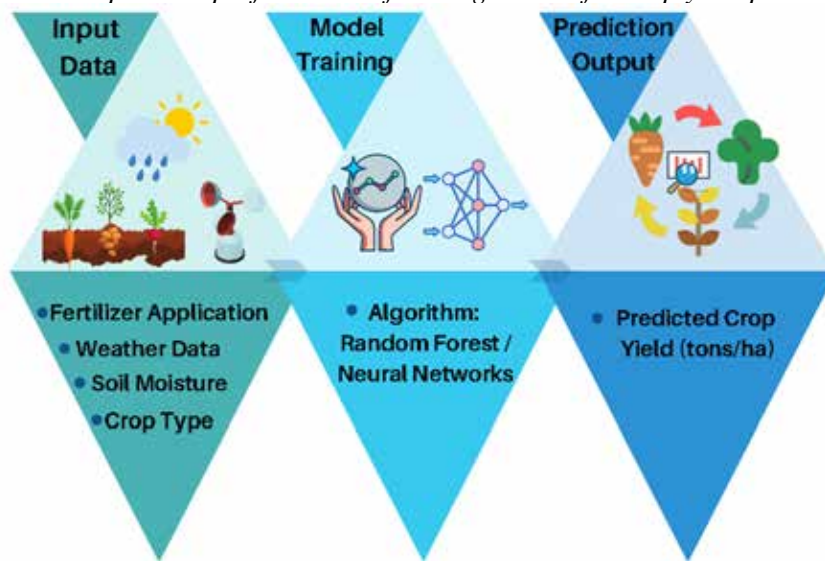 Input
Data
Model
Training
Prediction
Output
•Fertilizer Application
•Weather Data
•Soil Moisture
•Crop Type
• Algorithm:
Random Forest /
Neural Networks
• Predicted Crop
Yield (tons/ha)